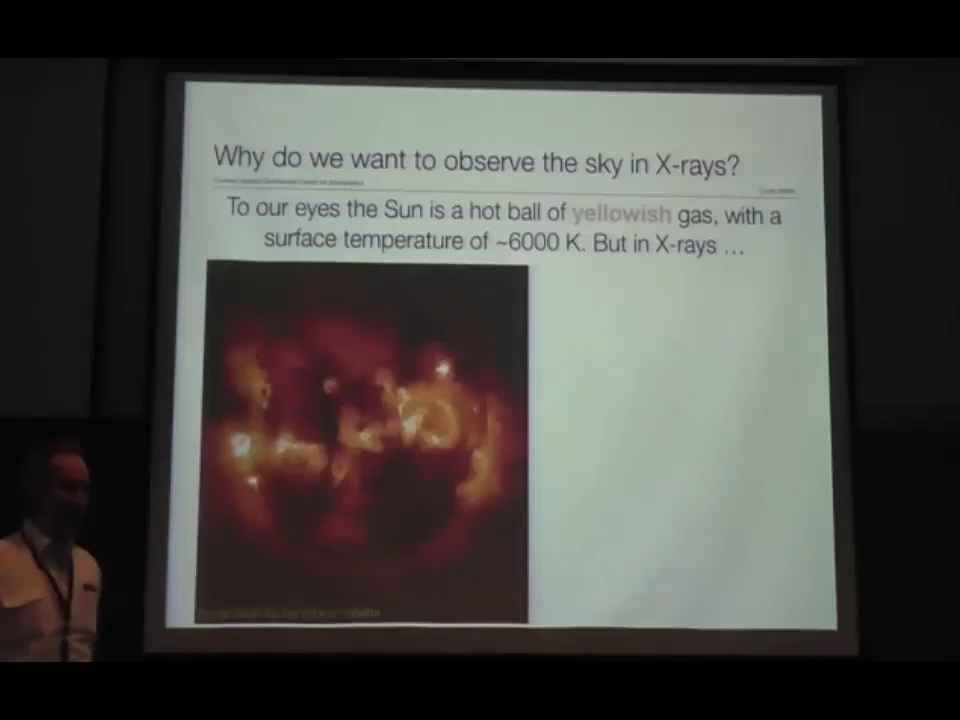 Why do we want to observe the sky in X-rays?
To our eyes the Sun is a hot ball of yellowish gas, with a
surface temperature of ~6000 K. But in X-rays …